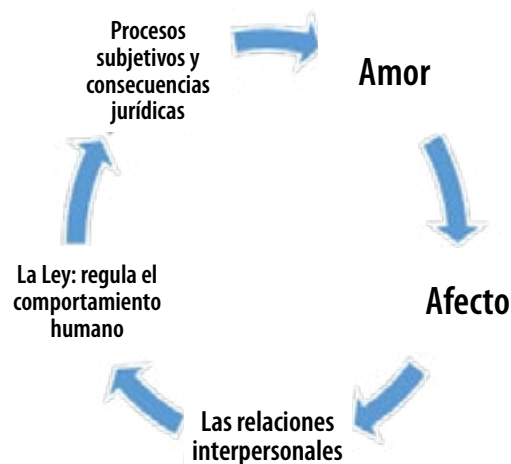 Procesos
subjetivos y
consecuencias
jurídicas
Amor
Afecto
Las relaciones
interpersonales
La Ley: regula el
comportamiento
humano